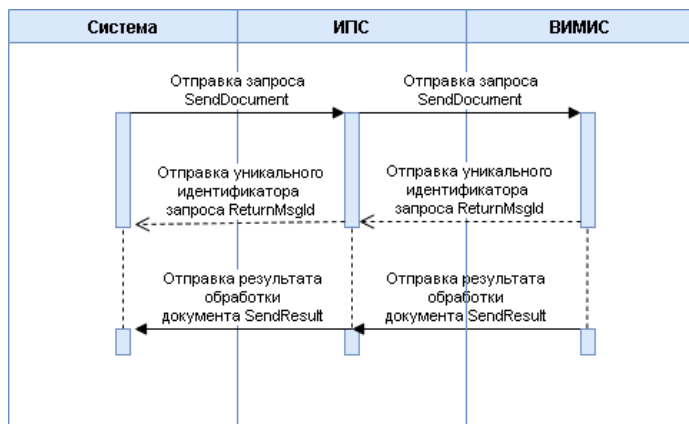 Система
ИПС
ВИМИС
Отправка запроса
SendDocument
Отправка запроса
SendDocument
Отправка уникального
идентификатора
запроса ReturnMsgId
Отправка уникального
идентификатора
запроса ReturnMsgId
Отправка результата
обработки
документа SendResult
Отправка результата
обработки
документа SendResult